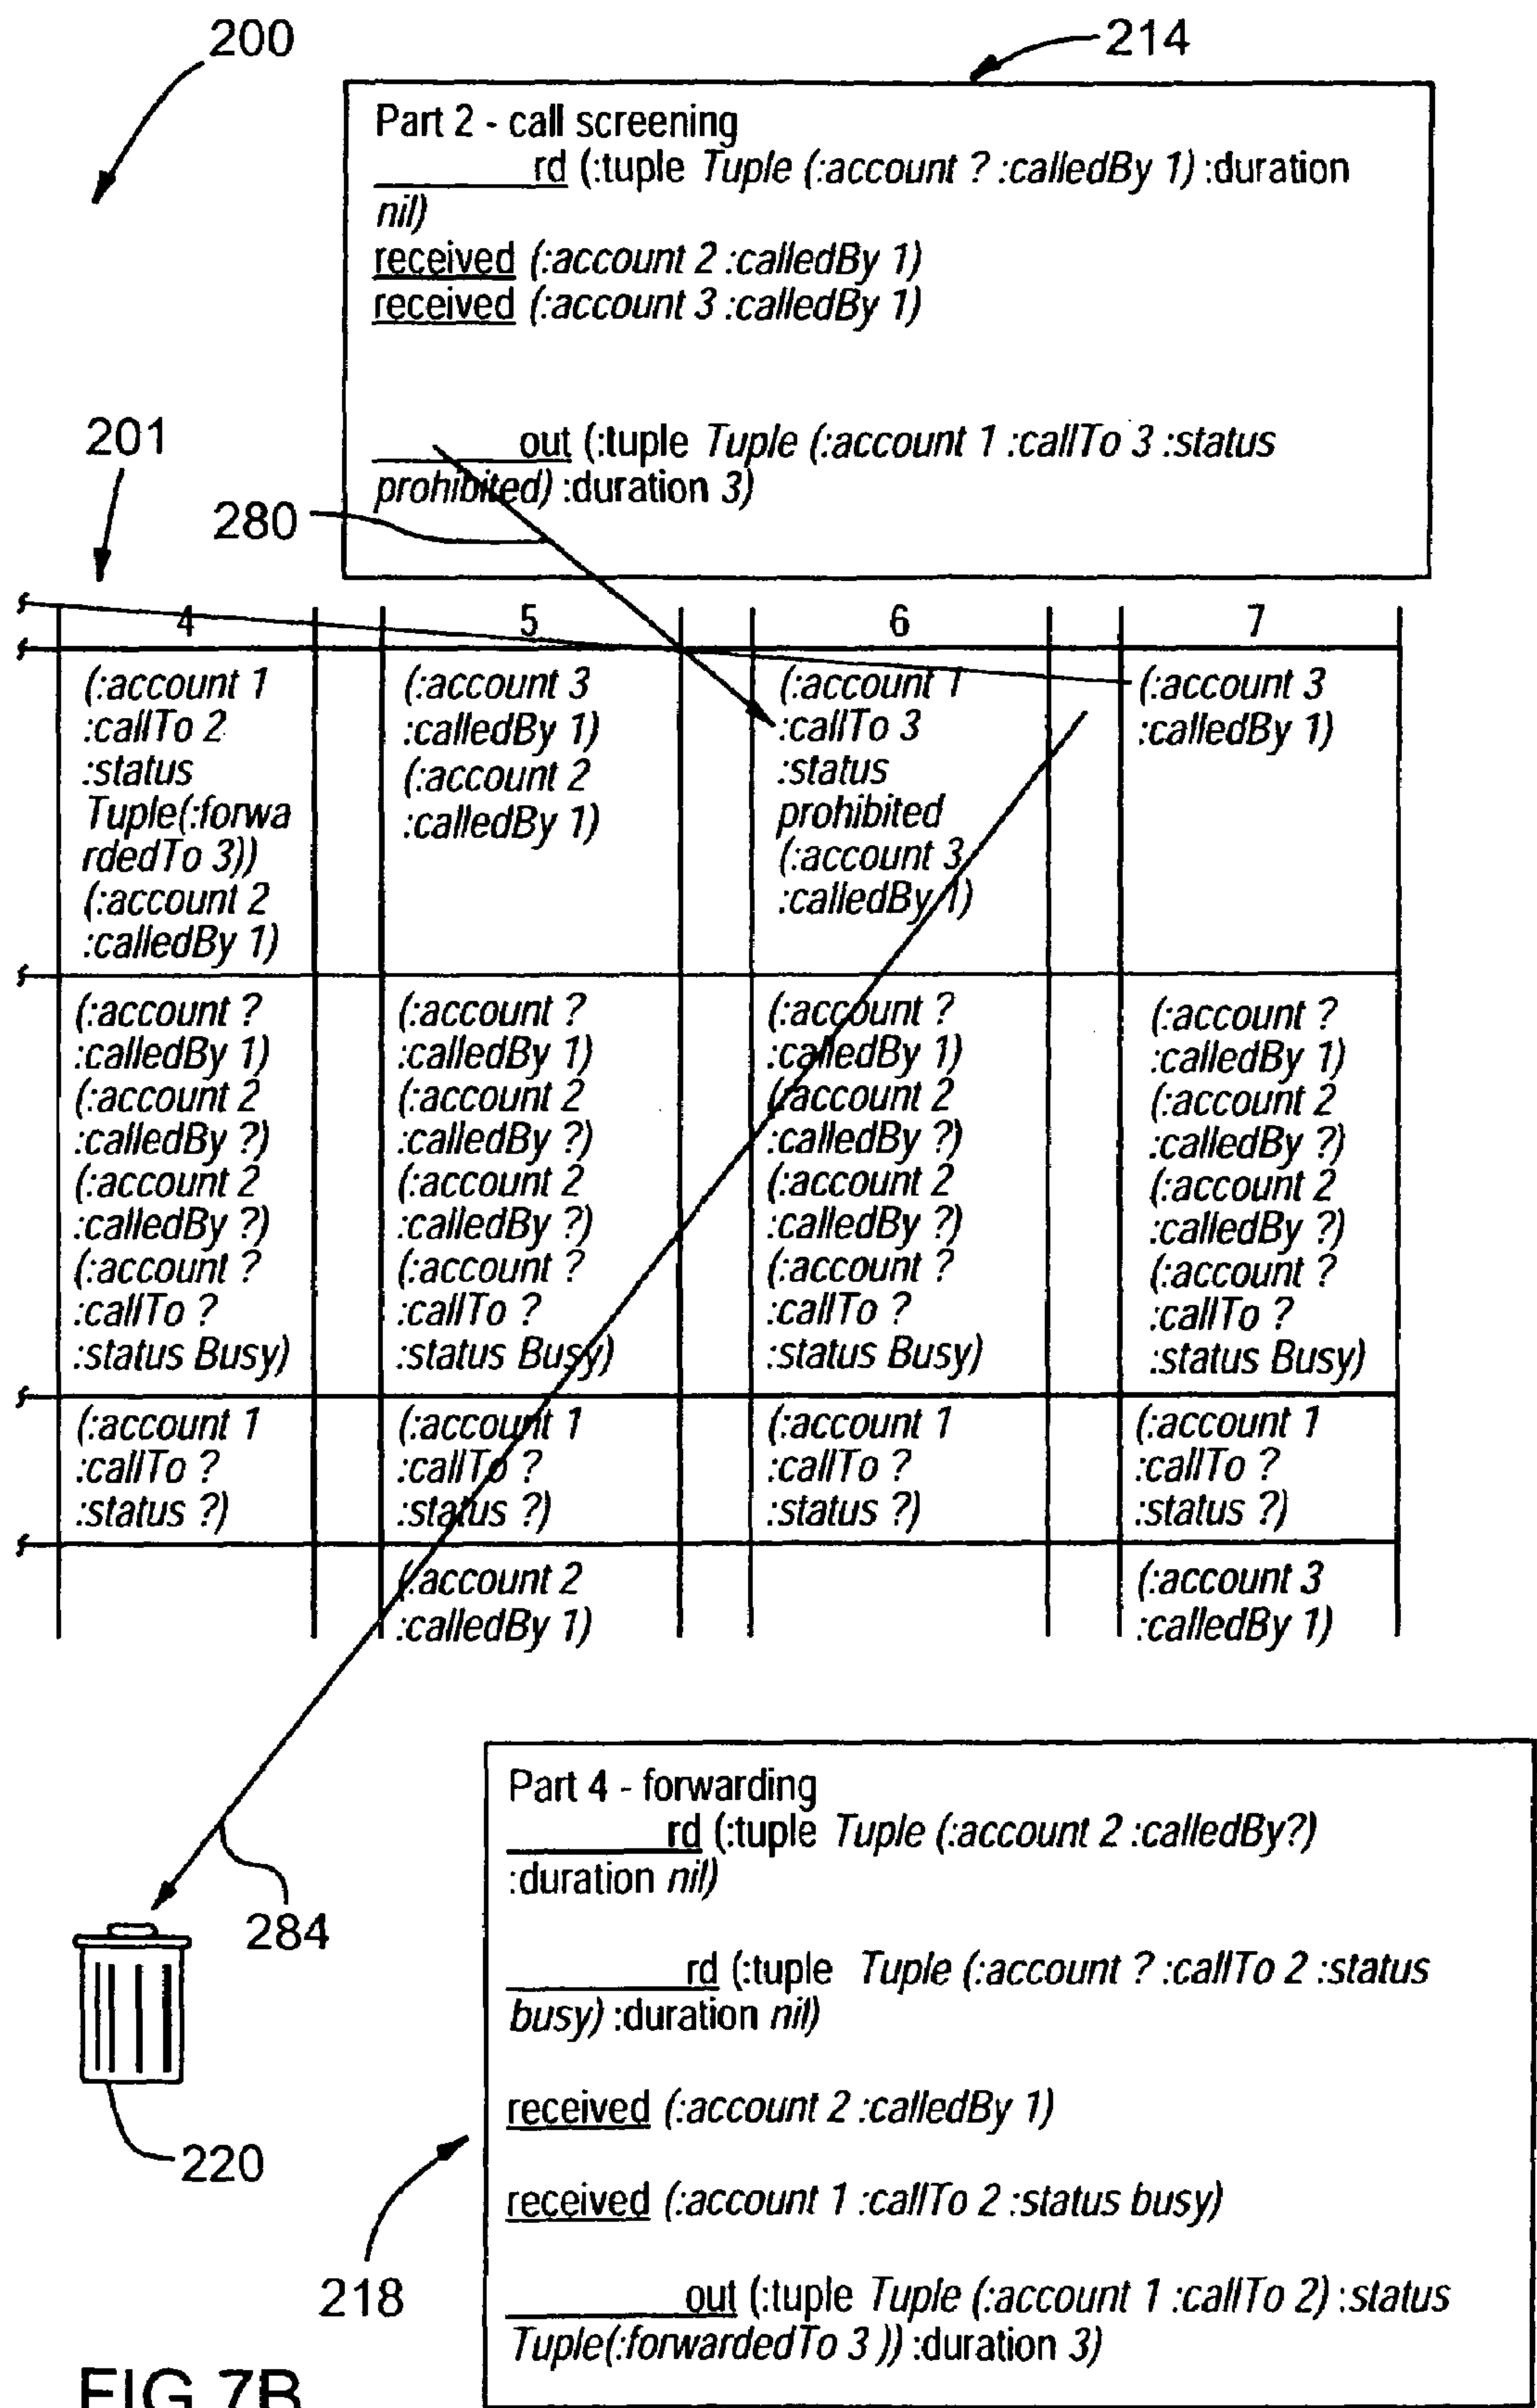 200
214
Part 2 - call screening
rd (:tuple Tuple (:account ? :calledBy 1) :duration
nil)
received (:account 2 :calledBy 1)
received (:account 3 :calledBy 1)
out (:tuple Tuple (:account 1 :callTo 3 :status
prohibited) :duration 3)
201
280
4
5
6
7
(:account 1
:callTo 2
:status
Tuple(:forwa
rdedTo 3))
(:account 2
:calledBy 1)
(:account 3
:calledBy 1)
(:account 2
:calledBy 1)
(:account 1
:callTo 3
:status
prohibited
(:account 3
:calledBy 1)
(:account 3
:calledBy 1)
(:account ?
:calledBy 1)
(:account 2
:calledBy ?)
(:account 2
:calledBy ?)
(:account ?
:callTo ?
:status Busy)
(:account ?
:calledBy 1)
(:account 2
:calledBy ?)
(:account 2
:calledBy ?)
(:account ?
:callTo ?
:status Busy)
(:account ?
:calledBy 1)
(:account 2
:calledBy ?)
(:account 2
:calledBy ?)
(:account ?
:callTo ?
:status Busy)
(:account ?
:calledBy 1)
(:account 2
:calledBy ?)
(:account 2
:calledBy ?)
(:account ?
:callTo ?
:status Busy)
(:account 1
:callTo ?
:status ?)
(:account 1
:callTo ?
:status ?)
(:account 1
:callTo ?
:status ?)
(:account 1
:callTo ?
:status ?)
(:account 2
:calledBy 1)
(:account 3
:calledBy 1)
284
220
Part 4 - forwarding
rd (:tuple Tuple (:account 2 :calledBy?)
:duration nil)
rd (:tuple Tuple (:account ? :callTo 2 :status
busy) :duration nil)
received (:account 2 :calledBy 1)
received (:account 1 :callTo 2 :status busy)
out (:tuple Tuple (:account 1 :callTo 2) :status
Tuple(:forwardedTo 3 )) :duration 3)
218
FIG 7B